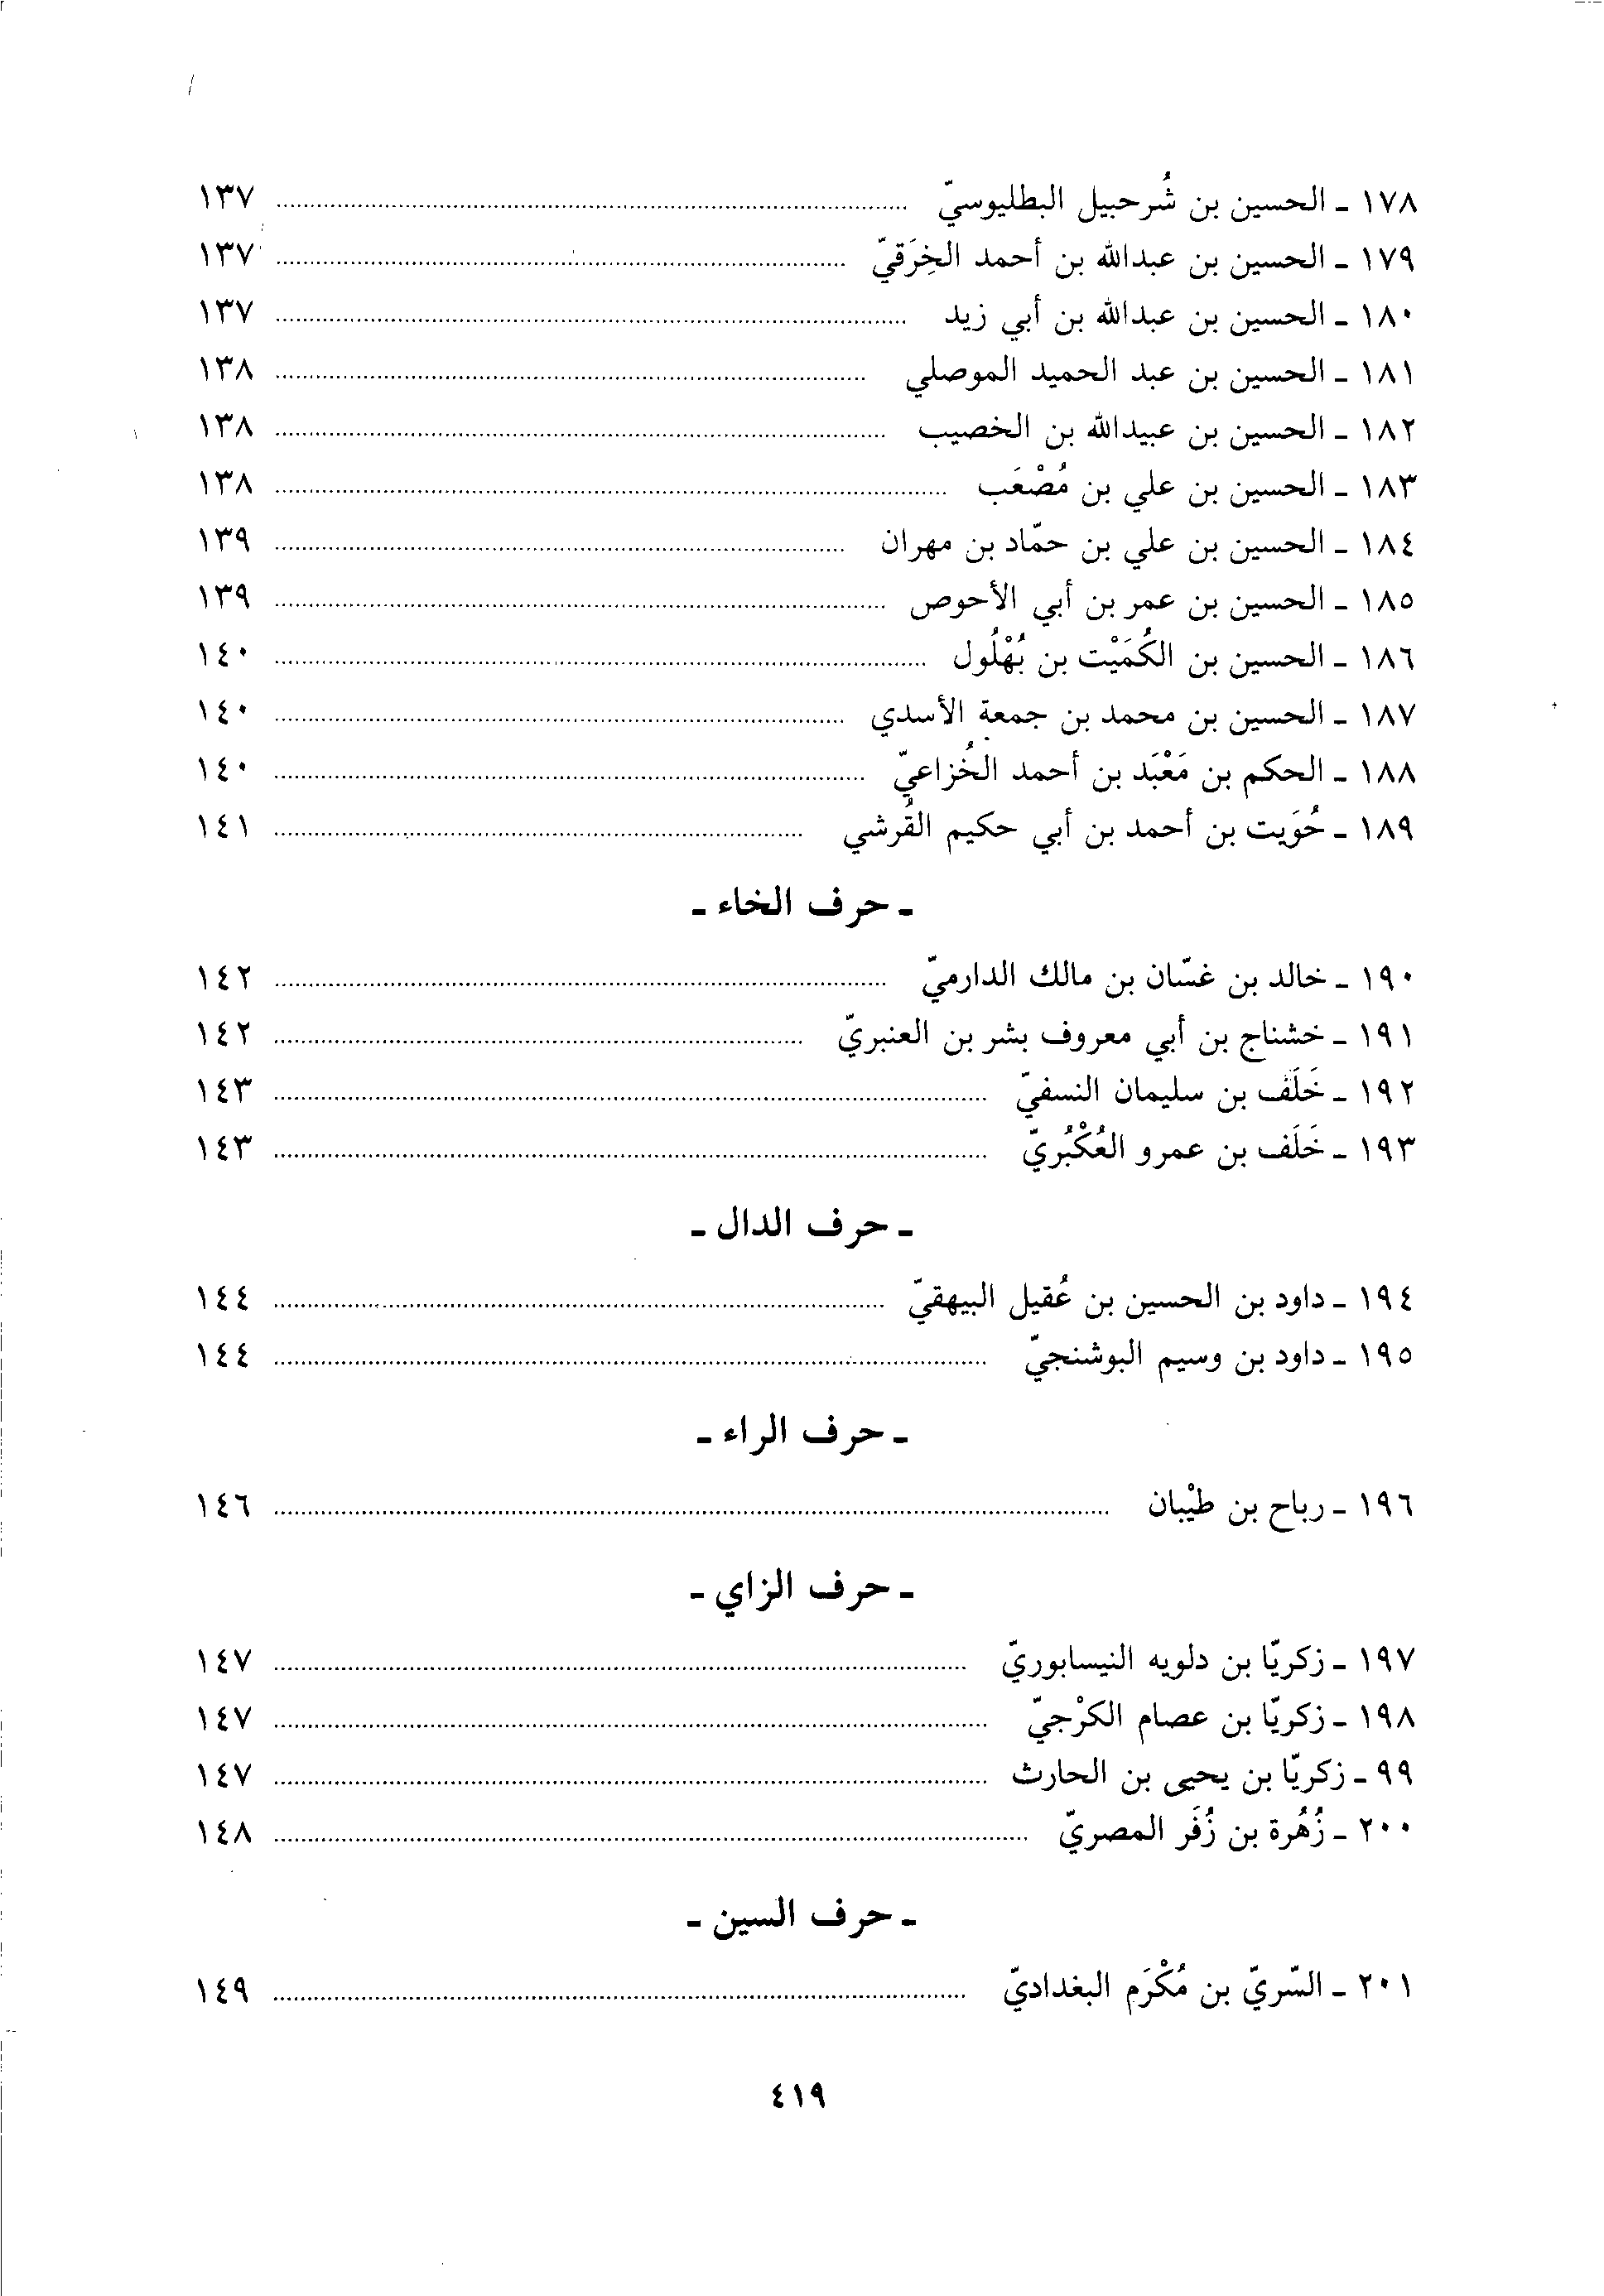 ١٧٨ - الحسين بن شُرحبيل البطليوسيّ ........ ١٣٧
١٧٩ - الحسين بن عبدالله بن أحمد الخِرَقيّ ........ ١٣٧
١٨٠ - الحسين بن عبدالله بن أبي زيد ........ ١٣٧
١٨١ - الحسين بن عبد الحميد الموصلي ........ ١٣٨
١٨٢ - الحسين بن عبيدالله بن الخصيب ........ ١٣٨
١٨٣ - الحسين بن علي بن مُصْعَب ........ ١٣٨
١٨٤ - الحسين بن علي بن حمّاد بن مهران ........ ١٣٩
١٨٥ - الحسين بن عمر بن أبي الأحوص ........ ١٣٩
١٨٦ - الحسين بن الكُمَيْت بن بُهْلُول ........ ١٤٠
١٨٧ - الحسين بن محمد بن جمعة الأسدي ........ ١٤٠
١٨٨ - الحكم بن مَعْبَد بن أحمد الخُزاعيّ ........ ١٤٠
١٨٩ - حُوَيت بن أحمد بن أبي حكيم القُرشي ........ ١٤١
- حرف الخاء -
١٩٠ - خالد بن غسّان بن مالك الدارميّ ........ ١٤٢
١٩١ - خشناج بن أبي معروف بشر بن العنبريّ ........ ١٤٢
١٩٢ - خَلَف بن سليمان النسفيّ ........ ١٤٣
١٩٣ - خَلَف بن عمرو العُكْبُريّ ........ ١٤٣
- حرف الدال -
١٩٤ - داود بن الحسين بن عُقيل البيهقيّ ........ ١٤٤
١٩٥ - داود بن وسيم البوشنجيّ ........ ١٤٤
- حرف الراء -
١٩٦ - رباح بن طيْبان ........ ١٤٦
- حرف الزاي -
١٩٧ - زكريّا بن دلويه النيسابوريّ ........ ١٤٧
١٩٨ - زكريّا بن عصام الكرْجيّ ........ ١٤٧
٩٩ - زكريّا بن يحيى بن الحارث ........ ١٤٧
٢٠٠ - زُهُرة بن زُفَر المصريّ ........ ١٤٨
- حرف السين -
٢٠١ - السّريّ بن مُكْرَم البغداديّ ........ ١٤٩
٤١٩